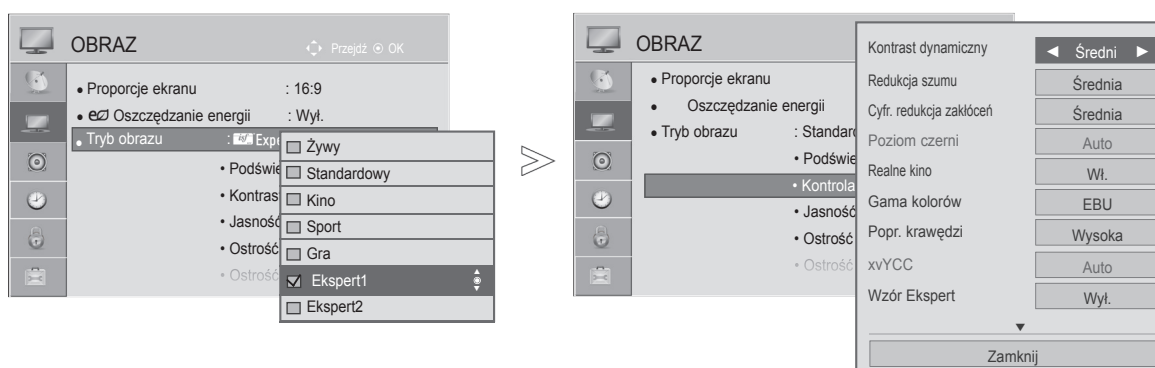 OBRAZ
Przejdź OK
• Proporcje ekranu : 16:9
• Oszczędzanie energii : Wył.
• Tryb obrazu : isf Expe
• Podświe
• Kontras
• Jasność
• Ostrość
• Ostrość
Żywy
Standardowy
Kino
Sport
Gra
Ekspert1
Ekspert2
OBRAZ
• Proporcje ekranu
• Oszczędzanie energii
• Tryb obrazu : Standard
• Podświe
• Kontrola
• Jasność
• Ostrość
• Ostrość
Kontrast dynamiczny ◄ Średni ►
Redukcja szumu Średnia
Cyfr. redukcja zakłóceń Średnia
Poziom czerni Auto
Realne kino Wł.
Gama kolorów EBU
Popr. krawędzi Wysoka
xvYCC Auto
Wzór Ekspert Wył.
▼
Zamknij